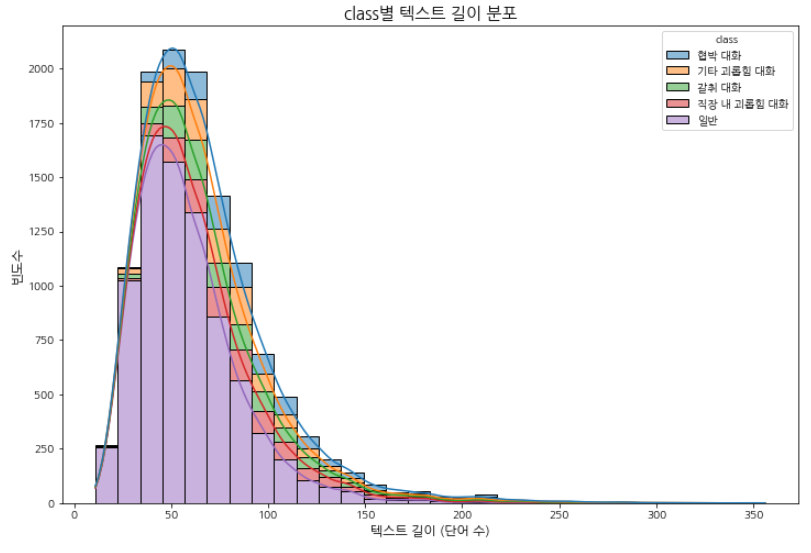 class별 텍스트 길이 분포
class
협박 대화
기타 괴롭힘 대화
갈취 대화
직장 내 괴롭힘 대화
일반
빈도수
2000
1750
1500
1250
1000
750
500
250
0
0 50 100 150 200 250 300 350
텍스트 길이 (단어 수)